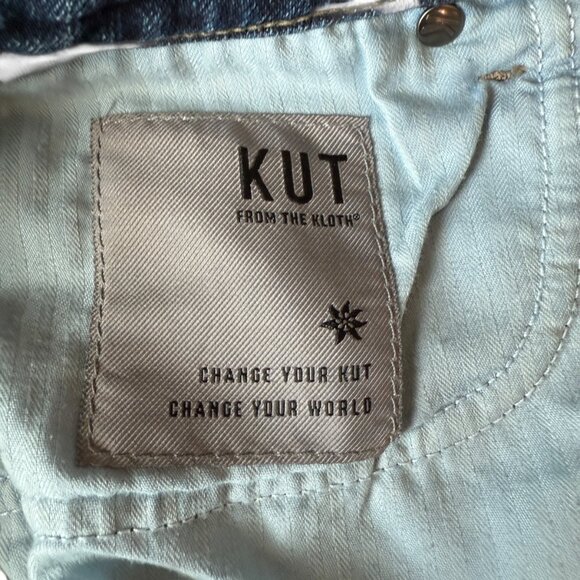 KUT
FROM THE KLOTH®
CHANGE YOUR KUT
CHANGE YOUR WORLD